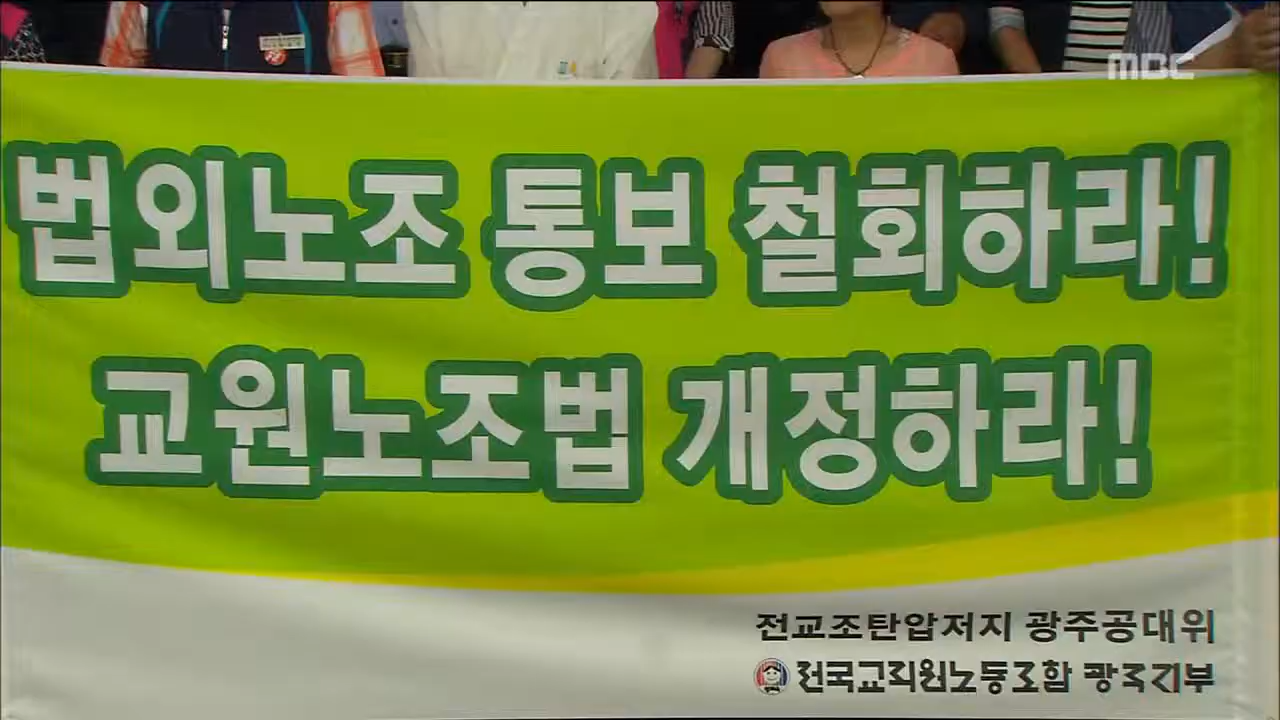 MBC
법외노조 통보 철회하라!
교원노조법 개정하라!
전교조탄압저지 광주공대위
전국교직원노동조합 광주지부